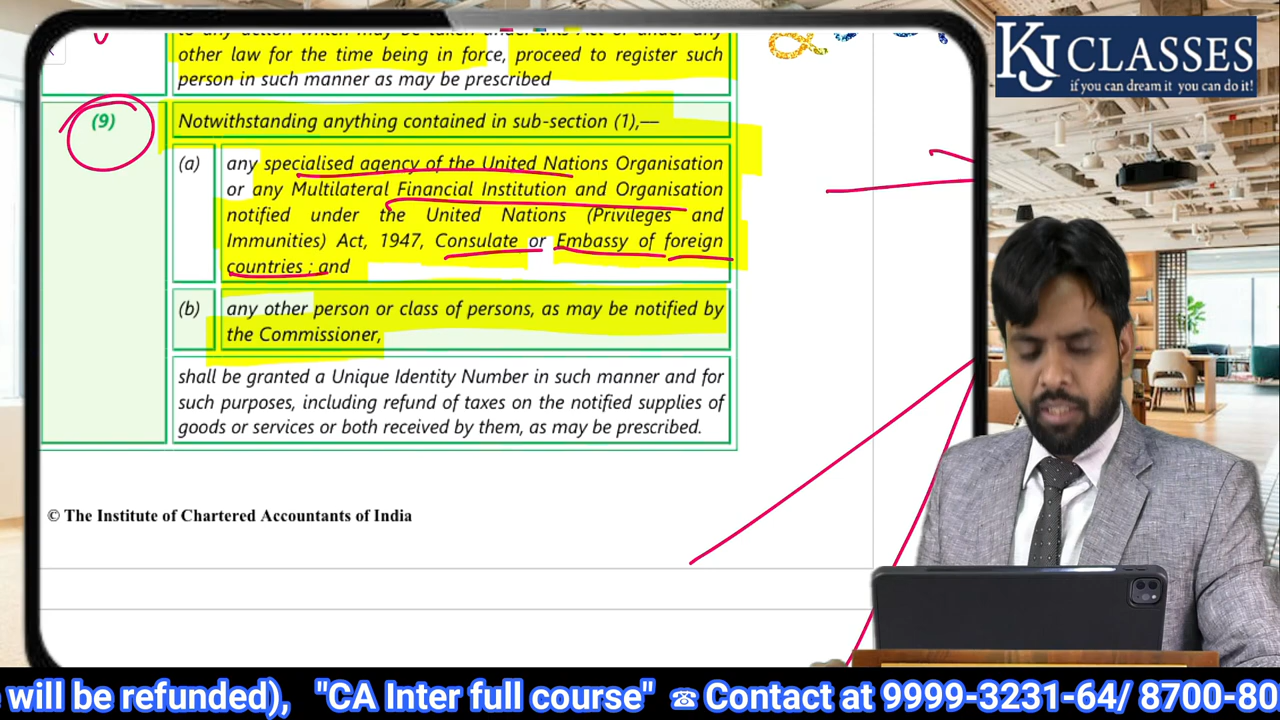 KJ CLASSES
if you can dream it you can do it!
other law for the time being in force, proceed to register such
person in such manner as may be prescribed
(9)
Notwithstanding anything contained in sub-section (1),—
(a)
any specialised agency of the United Nations Organisation
or any Multilateral Financial Institution and Organisation
notified under the United Nations (Privileges and
Immunities) Act, 1947, Consulate or Embassy of foreign
countries ; and
(b)
any other person or class of persons, as may be notified by
the Commissioner,
shall be granted a Unique Identity Number in such manner and for
such purposes, including refund of taxes on the notified supplies of
goods or services or both received by them, as may be prescribed.
© The Institute of Chartered Accountants of India
will be refunded), "CA Inter full course" ☎ Contact at 9999-3231-64/ 8700-80